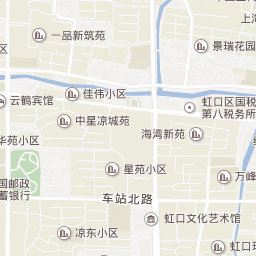 一品新筑苑
上海
景瑞花园
佳伟小区
云鹤宾馆
虹口区国税
第八税务所
中星凉城苑
海湾新苑
华苑小区
星苑小区
万峰
国邮政
蓄银行
车站北路
虹口文化艺术馆
凉东小区
虹口现